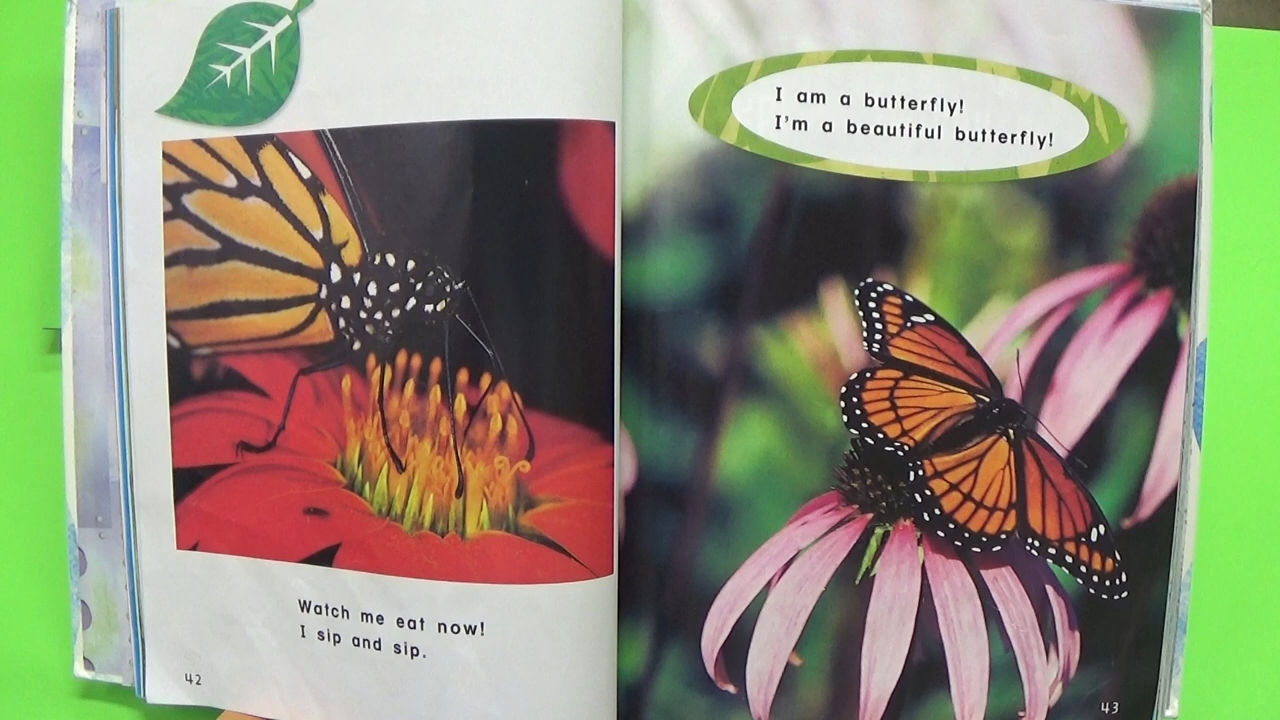 Watch me eat now!
I sip and sip.
42
I am a butterfly!
I'm a beautiful butterfly!
43